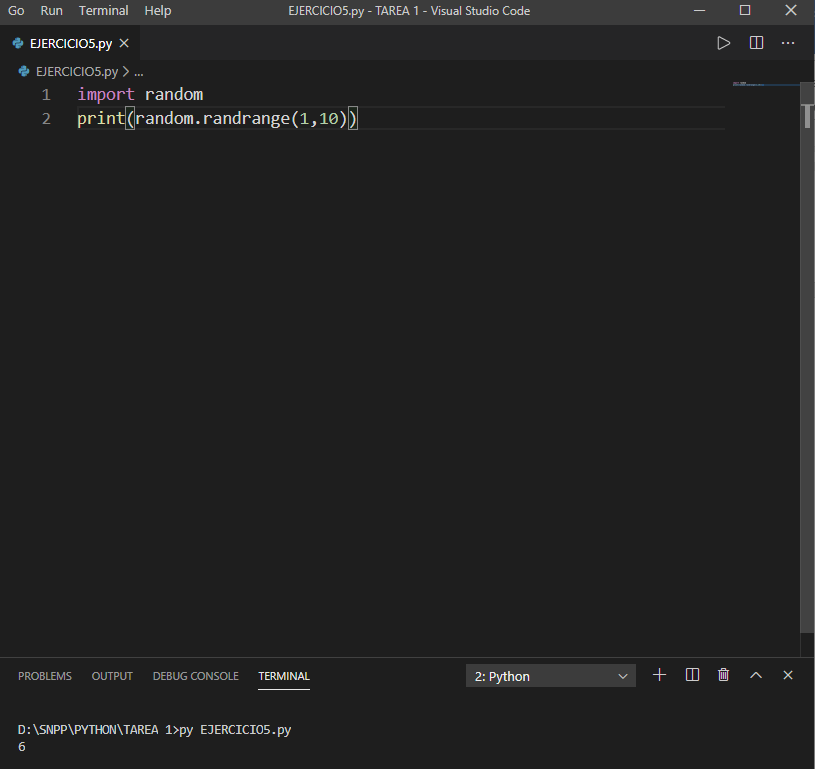 Go Run Terminal Help EJERCICIO5.py - TAREA 1 - Visual Studio Code
EJERCICIO5.py
EJERCICIO5.py > ...
1 import random
2 print(random.randrange(1,10))
PROBLEMS OUTPUT DEBUG CONSOLE TERMINAL 2: Python
D:\SNPP\PYTHON\TAREA 1>py EJERCICIO5.py
6